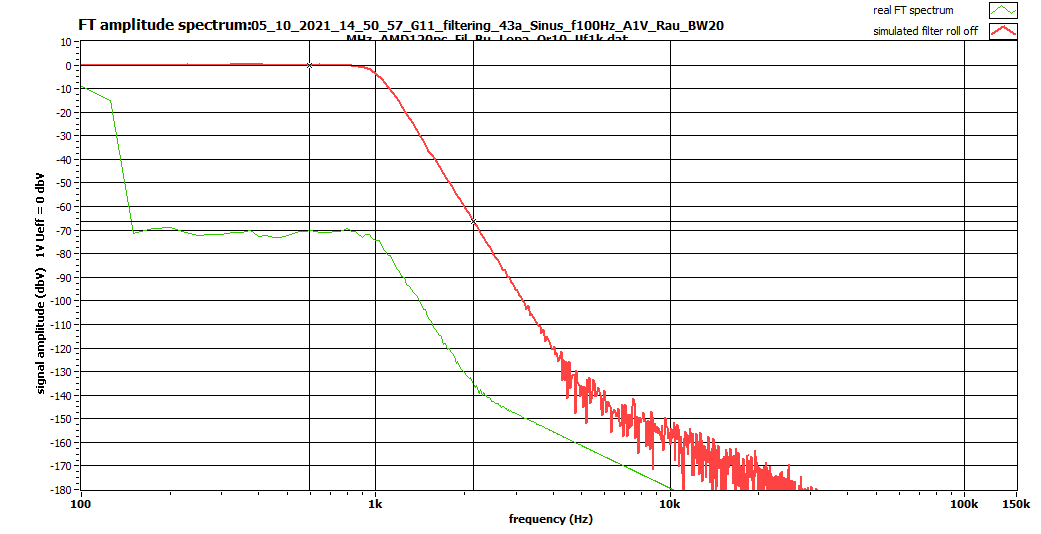 real FT spectrum
FT amplitude spectrum:05_10_2021_14_50_57_G11_filtering_43a_Sinus_f100Hz_A1V_Rau_BW20
simulated filter roll off
10
0
-10
-20
-30
-40
-50
-60
-70
-80
-90
-100
-110
-120
-130
-140
-150
-160
-170
-180
signal amplitude (dbV) 1V Ueff = 0 dbV
100
1k
10k
100k
150k
frequency (Hz)